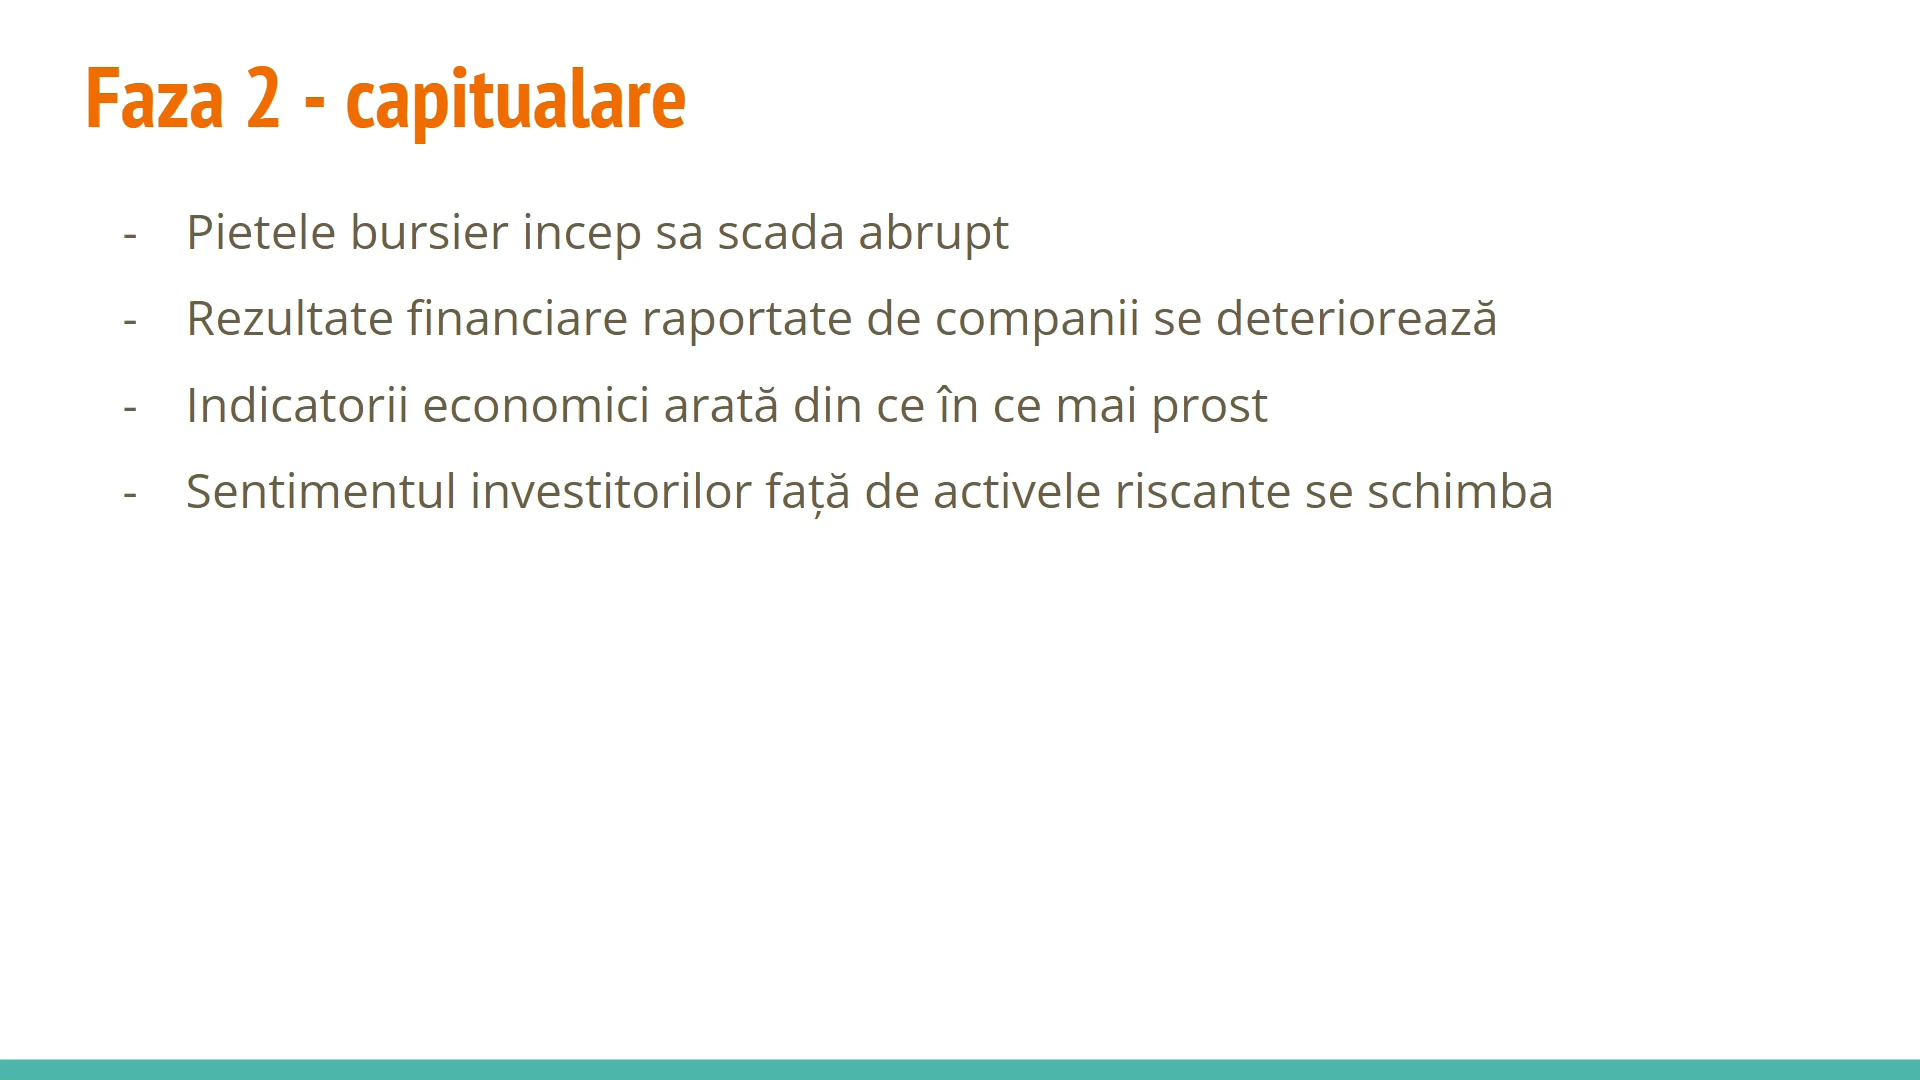 Faza 2 - capitualare
- Pietele bursier incep sa scada abrupt
- Rezultate financiare raportate de companii se deteriorează
- Indicatorii economici arată din ce în ce mai prost
- Sentimentul investitorilor față de activele riscante se schimba